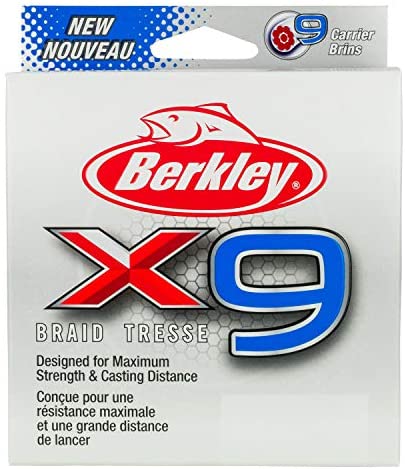 NEW
NOUVEAU
9 Carrier
Brins
Berkley®
X9
BRAID TRESSE
Designed for Maximum
Strength & Casting Distance
Conçue pour une
résistance maximale
et une grande distance
de lancer